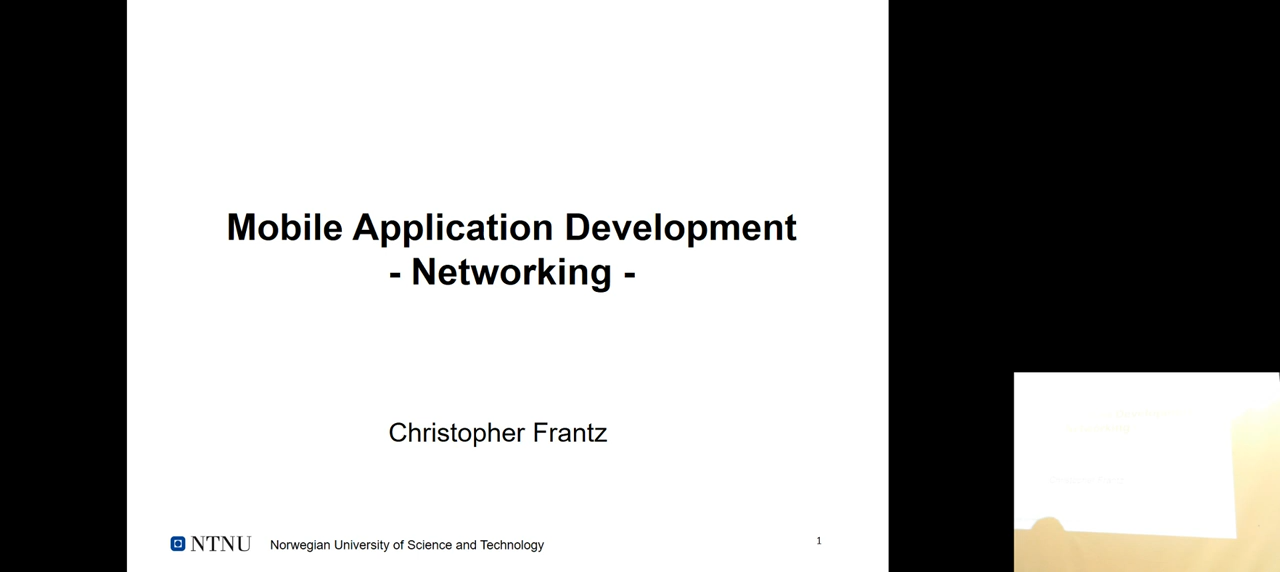 Mobile Application Development
- Networking -
Christopher Frantz
NTNU
Norwegian University of Science and Technology
1